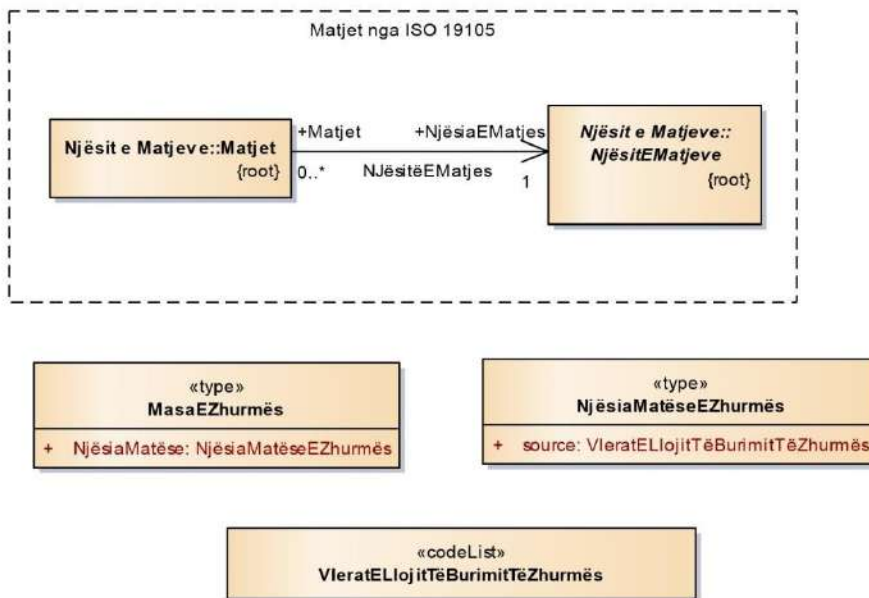 Matjet nga ISO 19105
Njësit e Matjeve::Matjet
{root}
+Matjet
+NjësiaEMatjes
0..*
NJësitëEMatjes
1
Njësit e Matjeve::
NjësitEMatjeve
{root}
«type»
MasaEZhurmës
+ NjësiaMatëse: NjësiaMatëseEZhurmës
«type»
NjësiaMatëseEZhurmës
+ source: VleratELlojitTëBurimitTëZhurmës
«codeList»
VleratELlojitTëBurimitTëZhurmës